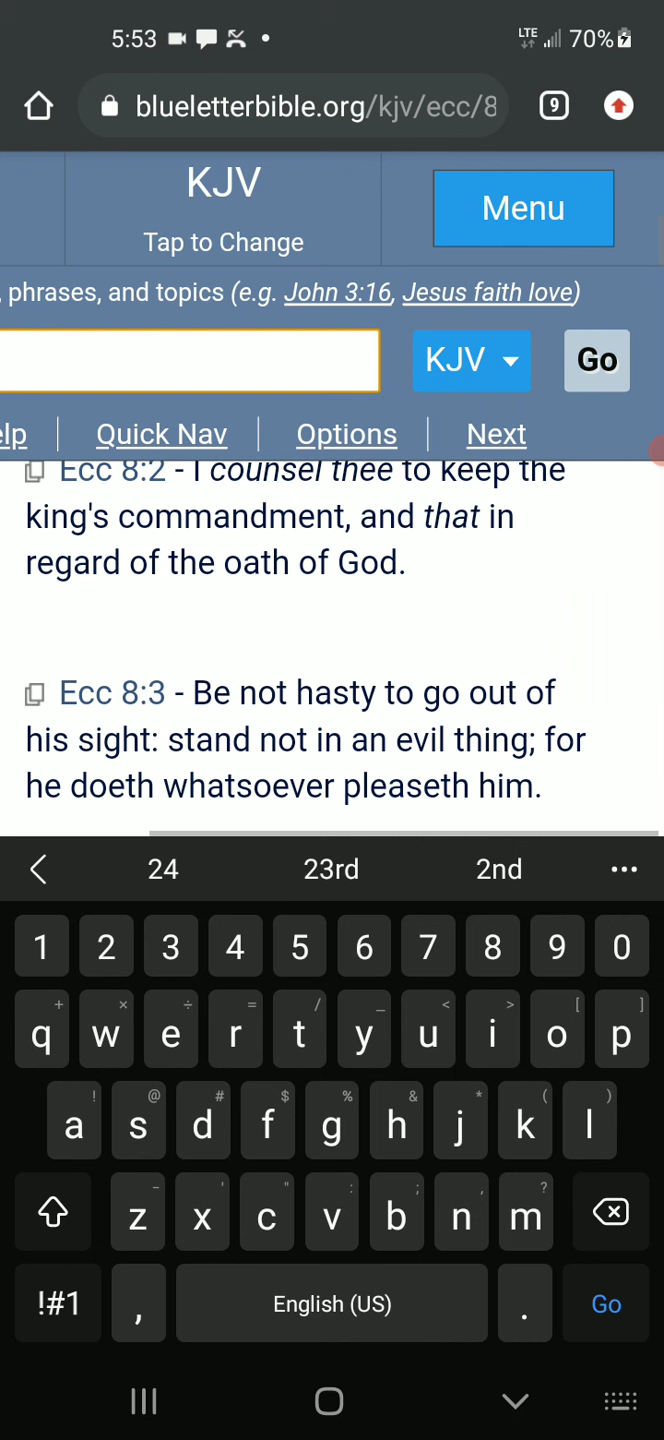 5:53 LTE 70%
blueletterbible.org/kjv/ecc/8 9
KJV
Tap to Change
Menu
, phrases, and topics (e.g. John 3:16, Jesus faith love)
KJV Go
elp Quick Nav Options Next
Ecc 8:2 - I counsel thee to keep the
king's commandment, and that in
regard of the oath of God.
Ecc 8:3 - Be not hasty to go out of
his sight: stand not in an evil thing; for
he doeth whatsoever pleaseth him.
24 23rd 2nd ...
1 2 3 4 5 6 7 8 9 0
+ × ÷ = / _ < > [ ]
q w e r t y u i o p
! @ # $ % & * ( )
a s d f g h j k l
- ' " : ; , ?
z x c v b n m
!#1 , English (US) . Go